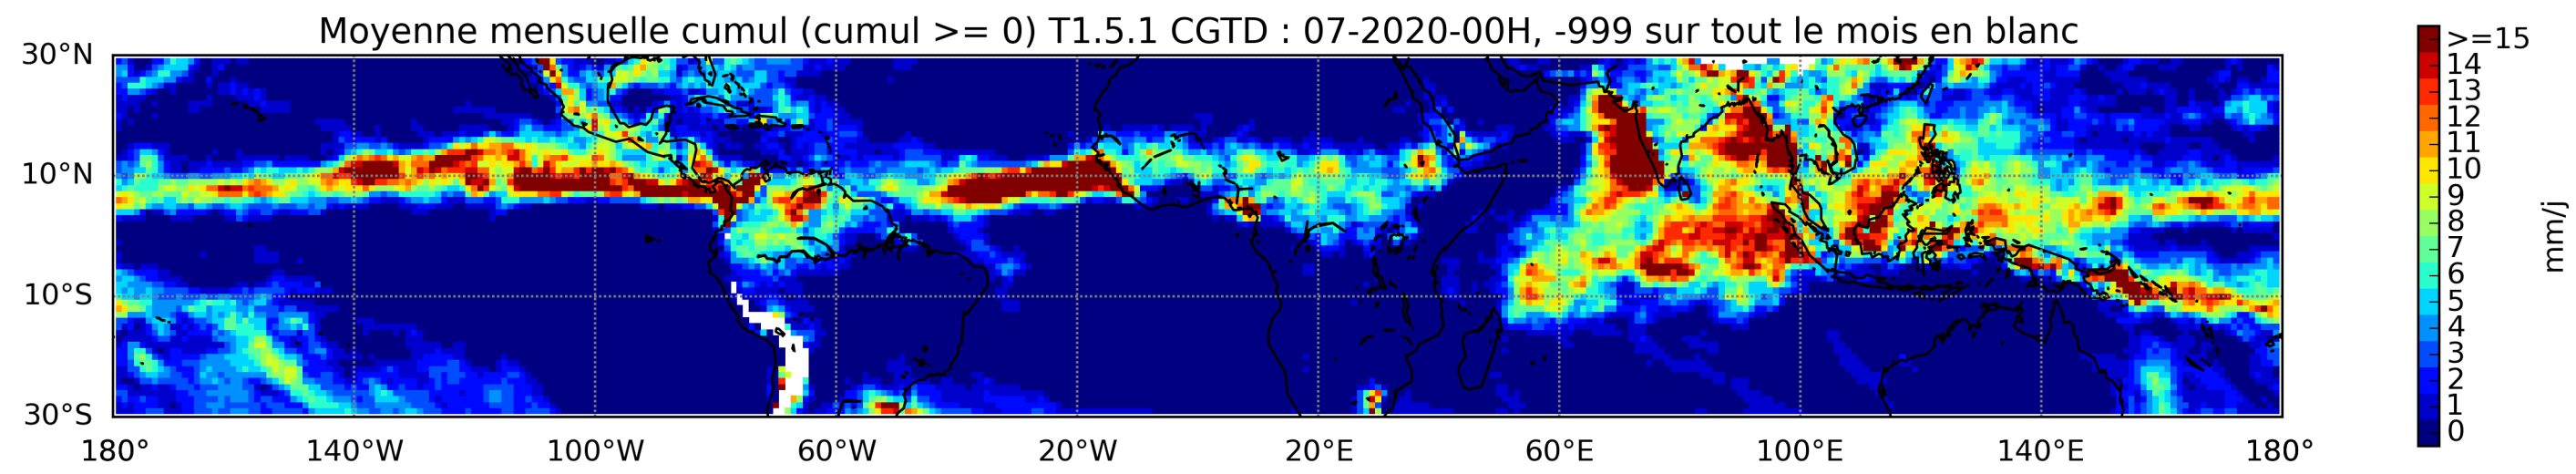 Moyenne mensuelle cumul (cumul >= 0) T1.5.1 CGTD : 07-2020-00H, -999 sur tout le mois en blanc
30°N
10°N
10°S
30°S
180°
140°W
100°W
60°W
20°W
20°E
60°E
100°E
140°E
180°
>=15
14
13
12
11
10
9
8
7
6
5
4
3
2
1
0
mm/j